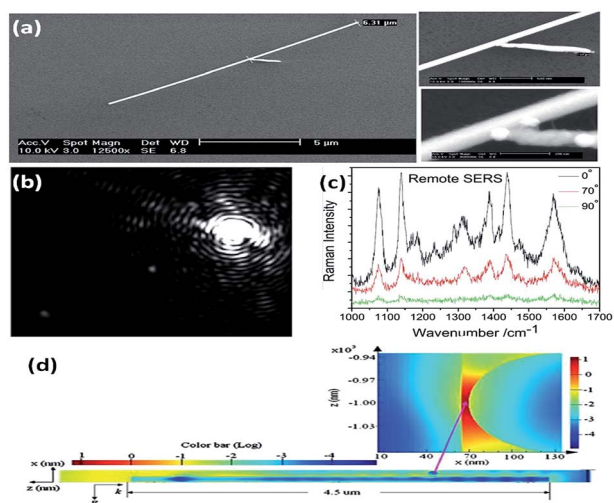 (a)
6.31 µm
Acc.V Spot Magn Det WD
10.0 kV 3.0 12500x SE 6.8
5 µm
(b)
(c)
Remote SERS
0°
70°
90°
Raman Intensity
1000 1100 1200 1300 1400 1500 1600 1700
Wavenumber /cm-1
(d)
x10³
-0.94
-0.97
-1.00
-1.03
z (nm)
10 40 70 100 130
x (nm)
1
0
-1
-2
-3
-4
Color bar (Log)
1 0 -1 -2 -3 -4
x (nm)
z (nm)
k
4.5 um